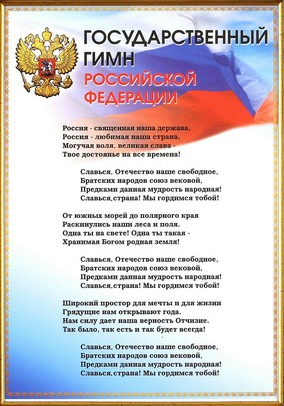 ГОСУДАРСТВЕННЫЙ
ГИМН
РОССИЙСКОЙ
ФЕДЕРАЦИИ
Россия - священная наша держава,
Россия - любимая наша страна.
Могучая воля, великая слава -
Твое достоянье на все времена!
Славься, Отечество наше свободное,
Братских народов союз вековой,
Предками данная мудрость народная!
Славься,страна! Мы гордимся тобой!
От южных морей до полярного края
Раскинулись наши леса и поля.
Одна ты на свете! Одна ты такая -
Хранимая Богом родная земля!
Славься, Отечество наше свободное,
Братских народов союз вековой,
Предками данная мудрость народная!
Славься,страна! Мы гордимся тобой!
Широкий простор для мечты и для жизни
Грядущие нам открывают года.
Нам силу дает наша верность Отчизне.
Так было, так есть и так будет всегда!
Славься, Отечество наше свободное,
Братских народов союз вековой,
Предками данная мудрость народная!
Славься,страна! Мы гордимся тобой!